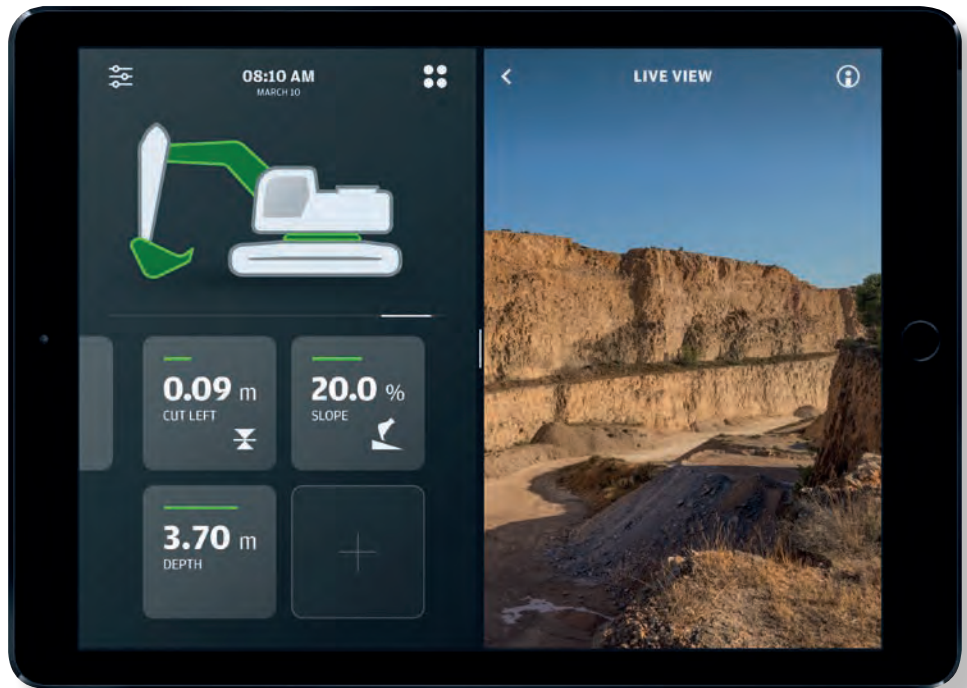 08:10 AM
MARCH 10
LIVE VIEW
0.09 m
CUT LEFT
20.0 %
SLOPE
3.70 m
DEPTH